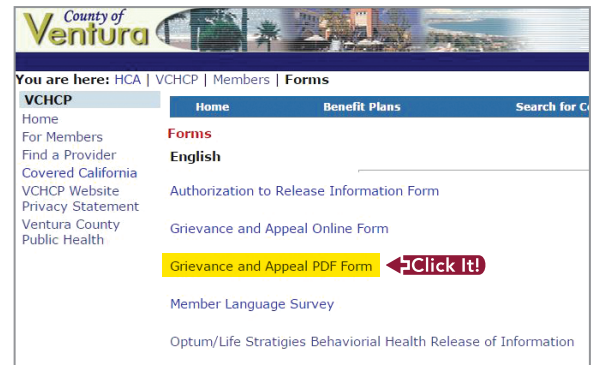 County of
Ventura
You are here: HCA | VCHCP | Members | Forms
VCHCP
Home
For Members
Find a Provider
Covered California
VCHCP Website
Privacy Statement
Ventura County
Public Health
Home Benefit Plans Search for Co
Forms
English
Authorization to Release Information Form
Grievance and Appeal Online Form
Grievance and Appeal PDF Form Click It!
Member Language Survey
Optum/Life Stratigies Behaviorial Health Release of Information